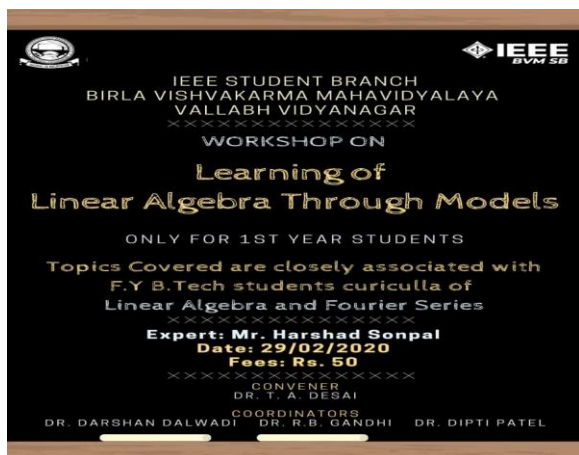 IEEE
BVM SB
IEEE STUDENT BRANCH
BIRLA VISHVAKARMA MAHAVIDYALAYA
VALLABH VIDYANAGAR
XXXXXXXXXXXXXXX
WORKSHOP ON
Learning of
Linear Algebra Through Models
ONLY FOR 1ST YEAR STUDENTS
Topics Covered are closely associated with
F.Y B.Tech students curiculla of
Linear Algebra and Fourier Series
XXXXXXXXXXXXXXX
Expert: Mr. Harshad Sonpal
Date: 29/02/2020
Fees: Rs. 50
XXXXXXXXXXXXXXX
CONVENER
DR. T. A. DESAI
COORDINATORS
DR. DARSHAN DALWADI DR. R.B. GANDHI DR. DIPTI PATEL